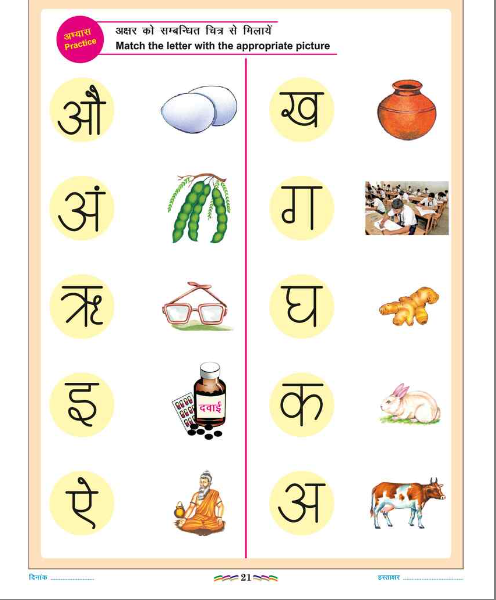 अभ्यास
Practice
अक्षर को सम्बन्धित चित्र से मिलायें
Match the letter with the appropriate picture
औ
ख
अं
ग
ऋ
घ
इ
दवाई
क
ऐ
अ
दिनांक
21
हस्ताक्षर